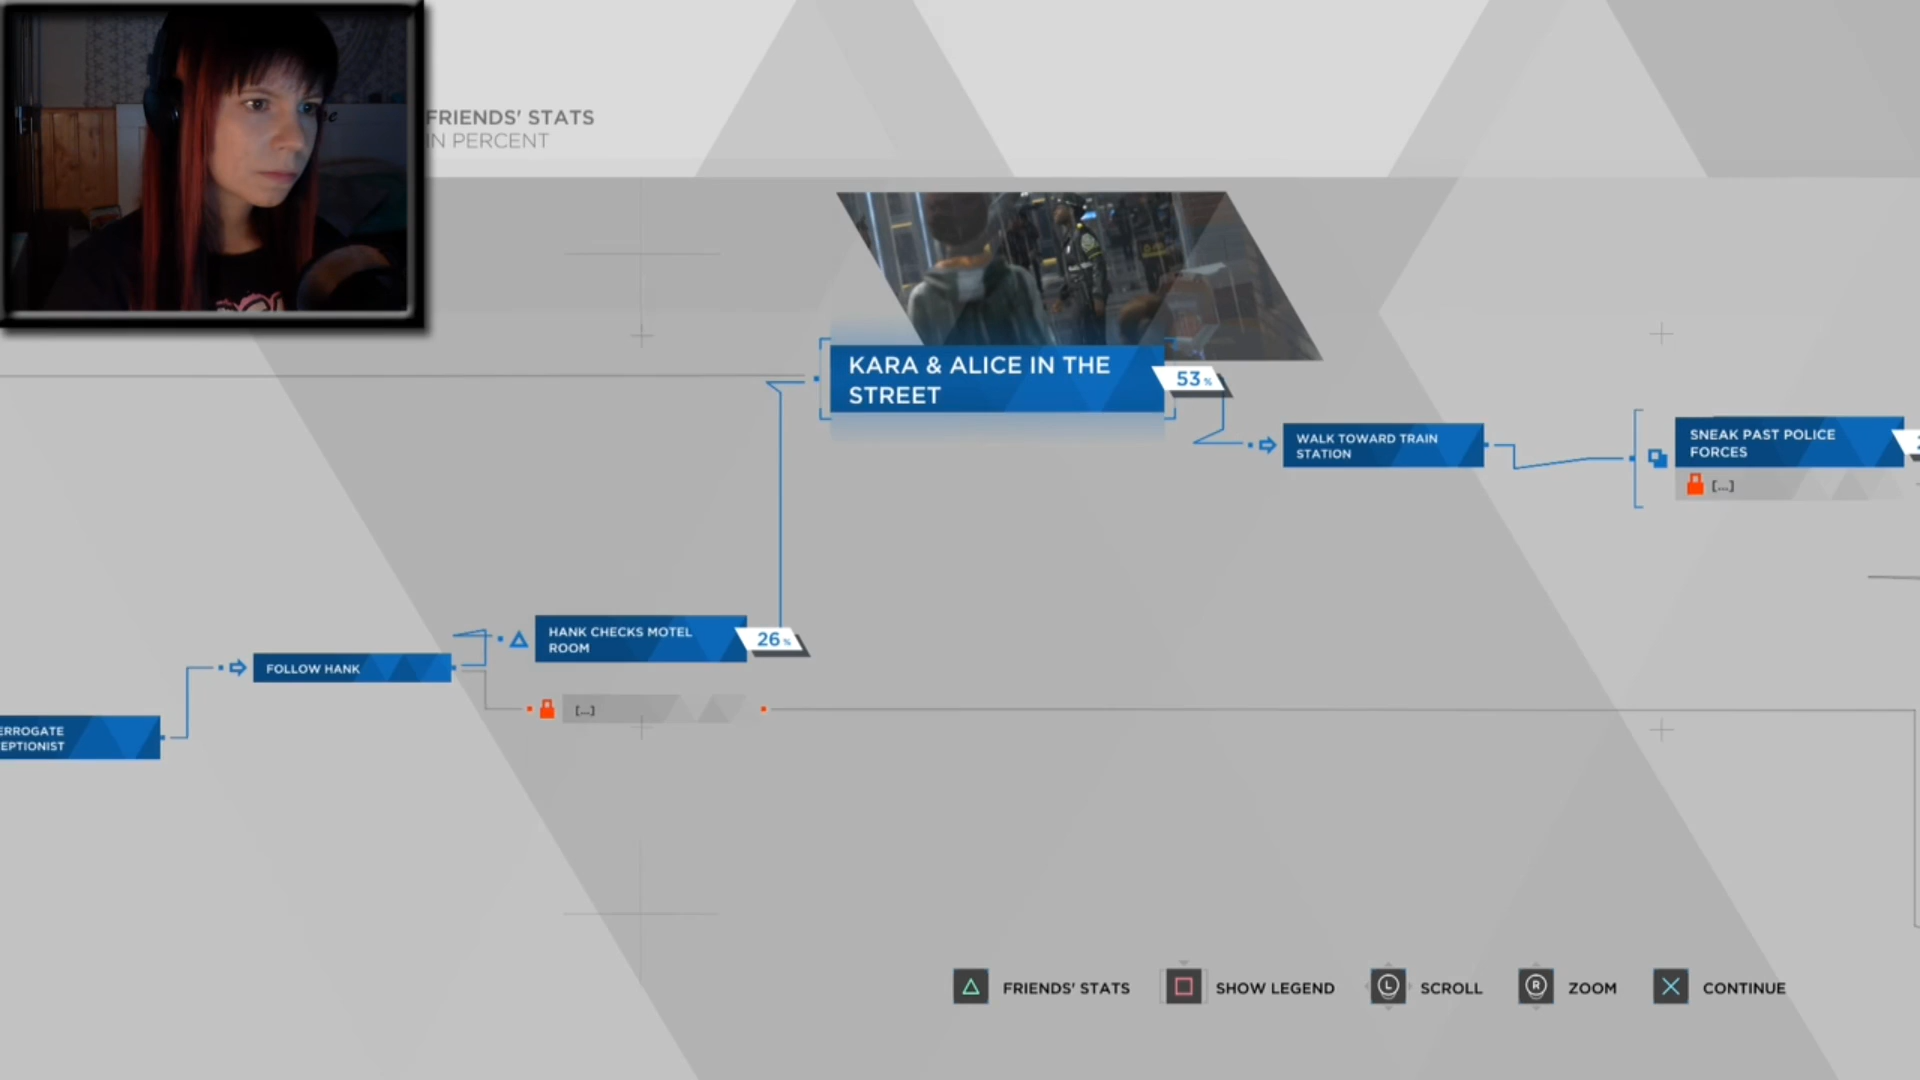 FRIENDS' STATS
IN PERCENT
KARA & ALICE IN THE
STREET
53%
WALK TOWARD TRAIN
STATION
SNEAK PAST POLICE
FORCES
[...]
HANK CHECKS MOTEL
ROOM
26%
FOLLOW HANK
[...]
ERROGATE
EPTIONIST
FRIENDS' STATS
SHOW LEGEND
L
SCROLL
R
ZOOM
CONTINUE